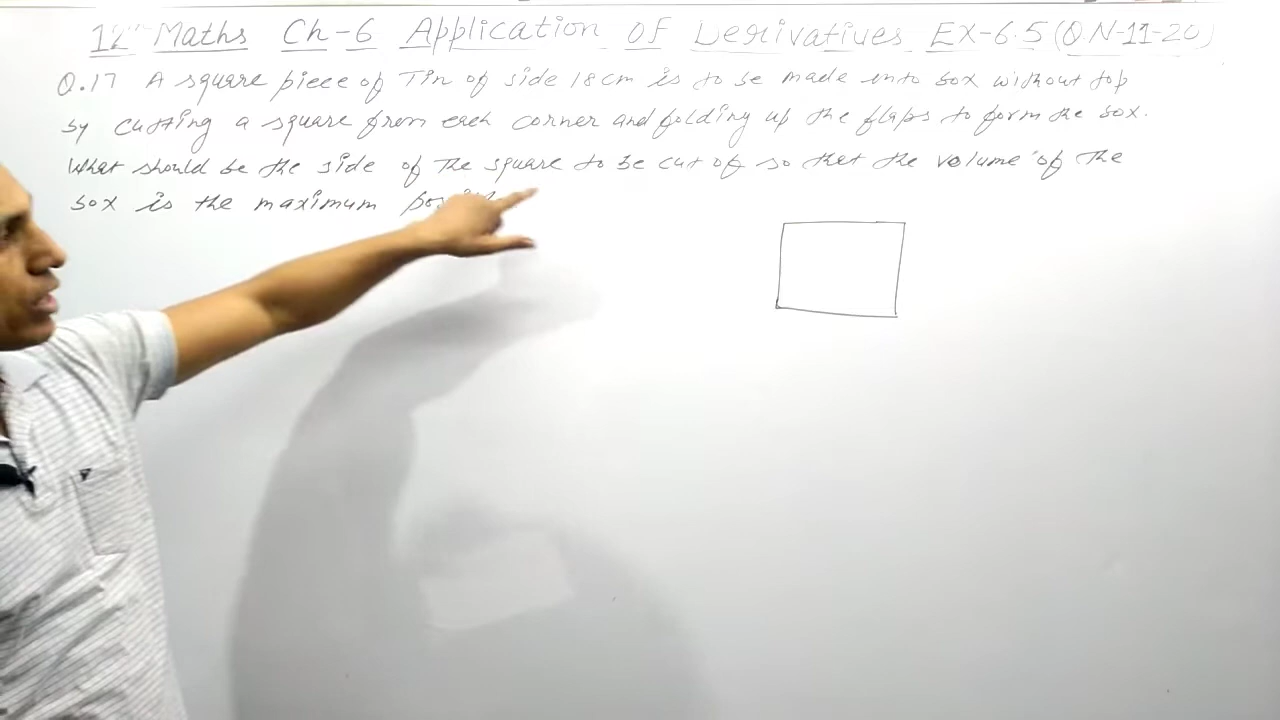 12th Maths Ch-6 Application of Derivatives EX-6.5 (Q.N-11-20)
Q.17 A square piece of Tin of side 18cm is to be made into box without top
by cutting a square from each corner and folding up the flaps to form the box.
What should be the side of the square to be cut of so that the volume of the
box is the maximum